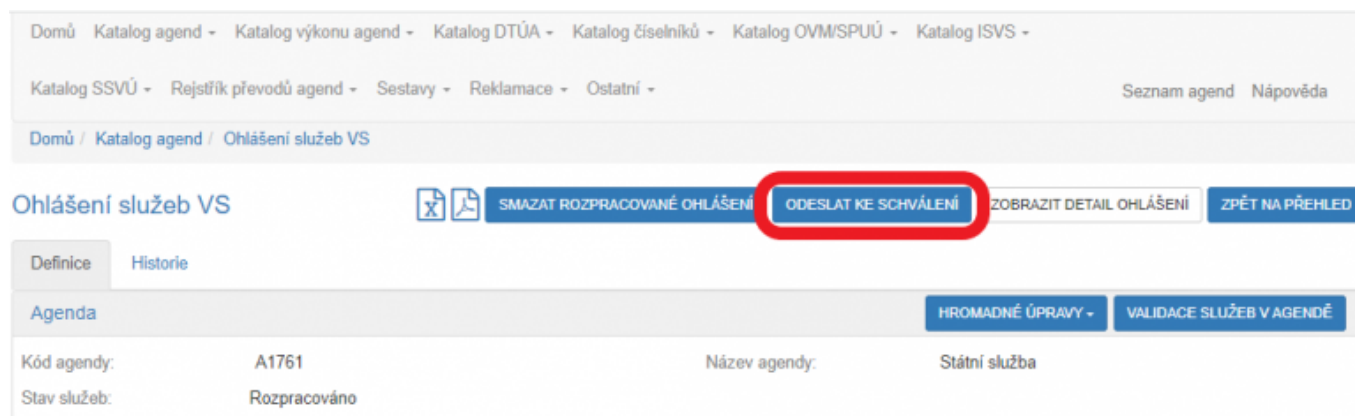 Domů Katalog agend Katalog výkonu agend Katalog DTÚA Katalog číselníků Katalog OVM/SPUÚ Katalog ISVS
Katalog SSVÚ Rejstřík převodů agend Sestavy Reklamace Ostatní Seznam agend Nápověda
Domů / Katalog agend / Ohlášení služeb VS
Ohlášení služeb VS SMAZAT ROZPRACOVANÉ OHLÁŠENÍ ODESLAT KE SCHVÁLENÍ ZOBRAZIT DETAIL OHLÁŠENÍ ZPĚT NA PŘEHLED
Definice Historie
Agenda HROMADNÉ ÚPRAVY VALIDACE SLUŽEB V AGENDĚ
Kód agendy: A1761 Název agendy: Státní služba
Stav služeb: Rozpracováno